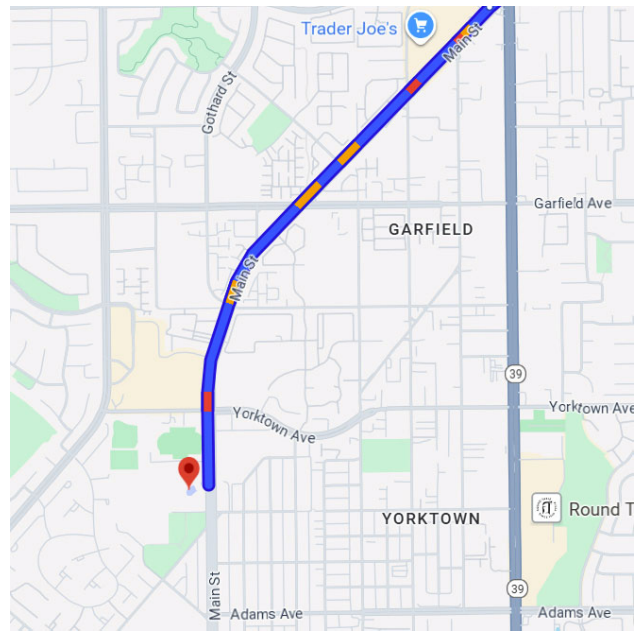 Trader Joe's
Main St
Gothard St
Garfield Ave
GARFIELD
Main St
39
Yorktown Ave
Yorktown Ave
YORKTOWN
Round T
39
Main St
Adams Ave
Adams Ave